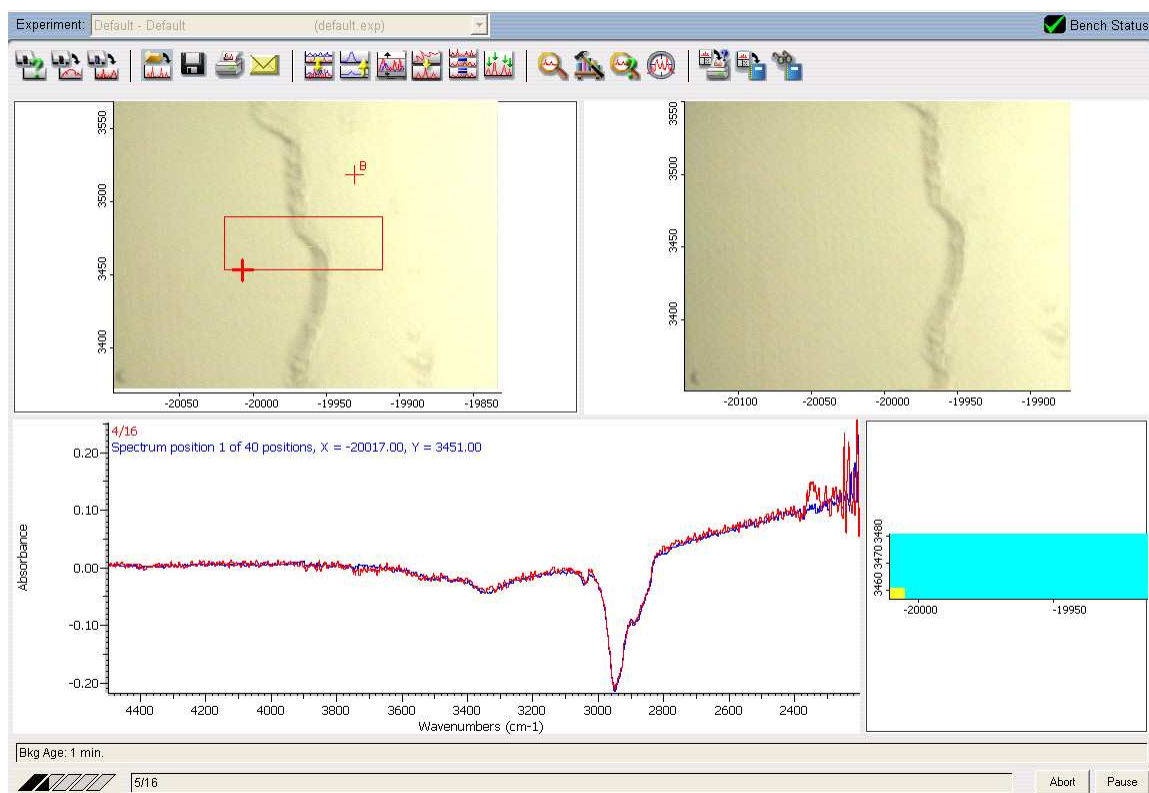 Experiment: Default - Default (default.exp)
Bench Status
3550
3500
3450
3400
B
-20050 -20000 -19950 -19900 -19850
3550
3500
3450
3400
-20100 -20050 -20000 -19950 -19900
4/16
Spectrum position 1 of 40 positions, X = -20017.00, Y = 3451.00
0.20
0.10
0.00
-0.10
-0.20
Absorbance
4400 4200 4000 3800 3600 3400 3200 3000 2800 2600 2400
Wavenumbers (cm-1)
3460 3470 3480
-20000 -19950
Bkg Age: 1 min.
5/16
Abort Pause